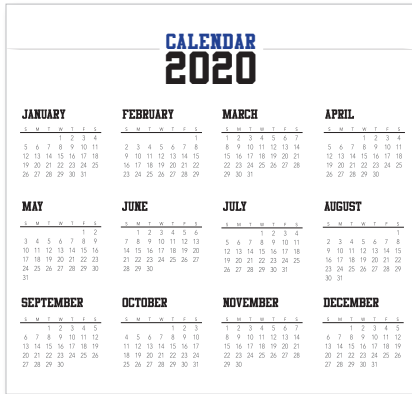 CALENDAR
2020
JANUARY
S M T W T F S
1 2 3 4
5 6 7 8 9 10 11
12 13 14 15 16 17 18
19 20 21 22 23 24 25
26 27 28 29 30 31
FEBRUARY
S M T W T F S
1
2 3 4 5 6 7 8
9 10 11 12 13 14 15
16 17 18 19 20 21 22
23 24 25 26 27 28 29
MARCH
S M T W T F S
1 2 3 4 5 6 7
8 9 10 11 12 13 14
15 16 17 18 19 20 21
22 23 24 25 26 27 28
29 30 31
APRIL
S M T W T F S
1 2 3 4
5 6 7 8 9 10 11
12 13 14 15 16 17 18
19 20 21 22 23 24 25
26 27 28 29 30
MAY
S M T W T F S
1 2
3 4 5 6 7 8 9
10 11 12 13 14 15 16
17 18 19 20 21 22 23
24 25 26 27 28 29 30
31
JUNE
S M T W T F S
1 2 3 4 5 6
7 8 9 10 11 12 13
14 15 16 17 18 19 20
21 22 23 24 25 26 27
28 29 30
JULY
S M T W T F S
1 2 3 4
5 6 7 8 9 10 11
12 13 14 15 16 17 18
19 20 21 22 23 24 25
26 27 28 29 30 31
AUGUST
S M T W T F S
1
2 3 4 5 6 7 8
9 10 11 12 13 14 15
16 17 18 19 20 21 22
23 24 25 26 27 28 29
30 31
SEPTEMBER
S M T W T F S
1 2 3 4 5
6 7 8 9 10 11 12
13 14 15 16 17 18 19
20 21 22 23 24 25 26
27 28 29 30
OCTOBER
S M T W T F S
1 2 3
4 5 6 7 8 9 10
11 12 13 14 15 16 17
18 19 20 21 22 23 24
25 26 27 28 29 30 31
NOVEMBER
S M T W T F S
1 2 3 4 5 6 7
8 9 10 11 12 13 14
15 16 17 18 19 20 21
22 23 24 25 26 27 28
29 30
DECEMBER
S M T W T F S
1 2 3 4 5
6 7 8 9 10 11 12
13 14 15 16 17 18 19
20 21 22 23 24 25 26
27 28 29 30 31